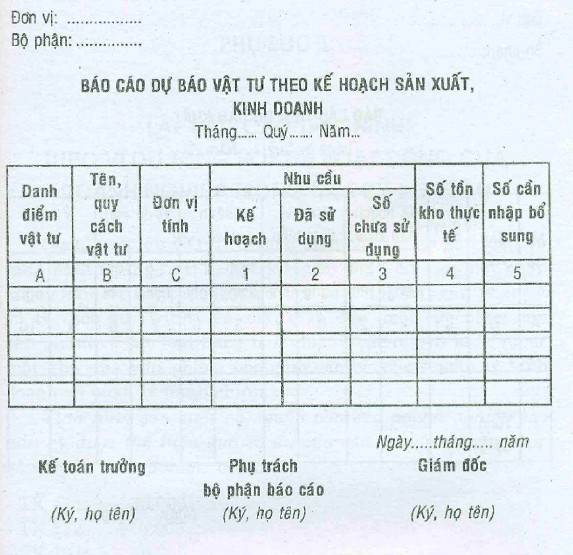 Đơn vị: .................
Bộ phận: ...............
BÁO CÁO DỰ BÁO VẬT TƯ THEO KẾ HOẠCH SẢN XUẤT,
KINH DOANH
Tháng..... Quý..... Năm...
Danh điểm vật tư
Tên, quy cách vật tư
Đơn vị tính
Nhu cầu
Kế hoạch
Đã sử dụng
Số chưa sử dụng
Số tồn kho thực tế
Số cần nhập bổ sung
A B C 1 2 3 4 5
Ngày.....tháng..... năm
Kế toán trưởng
Phụ trách
bộ phận báo cáo
Giám đốc
(Ký, họ tên) (Ký, họ tên) (Ký, họ tên)